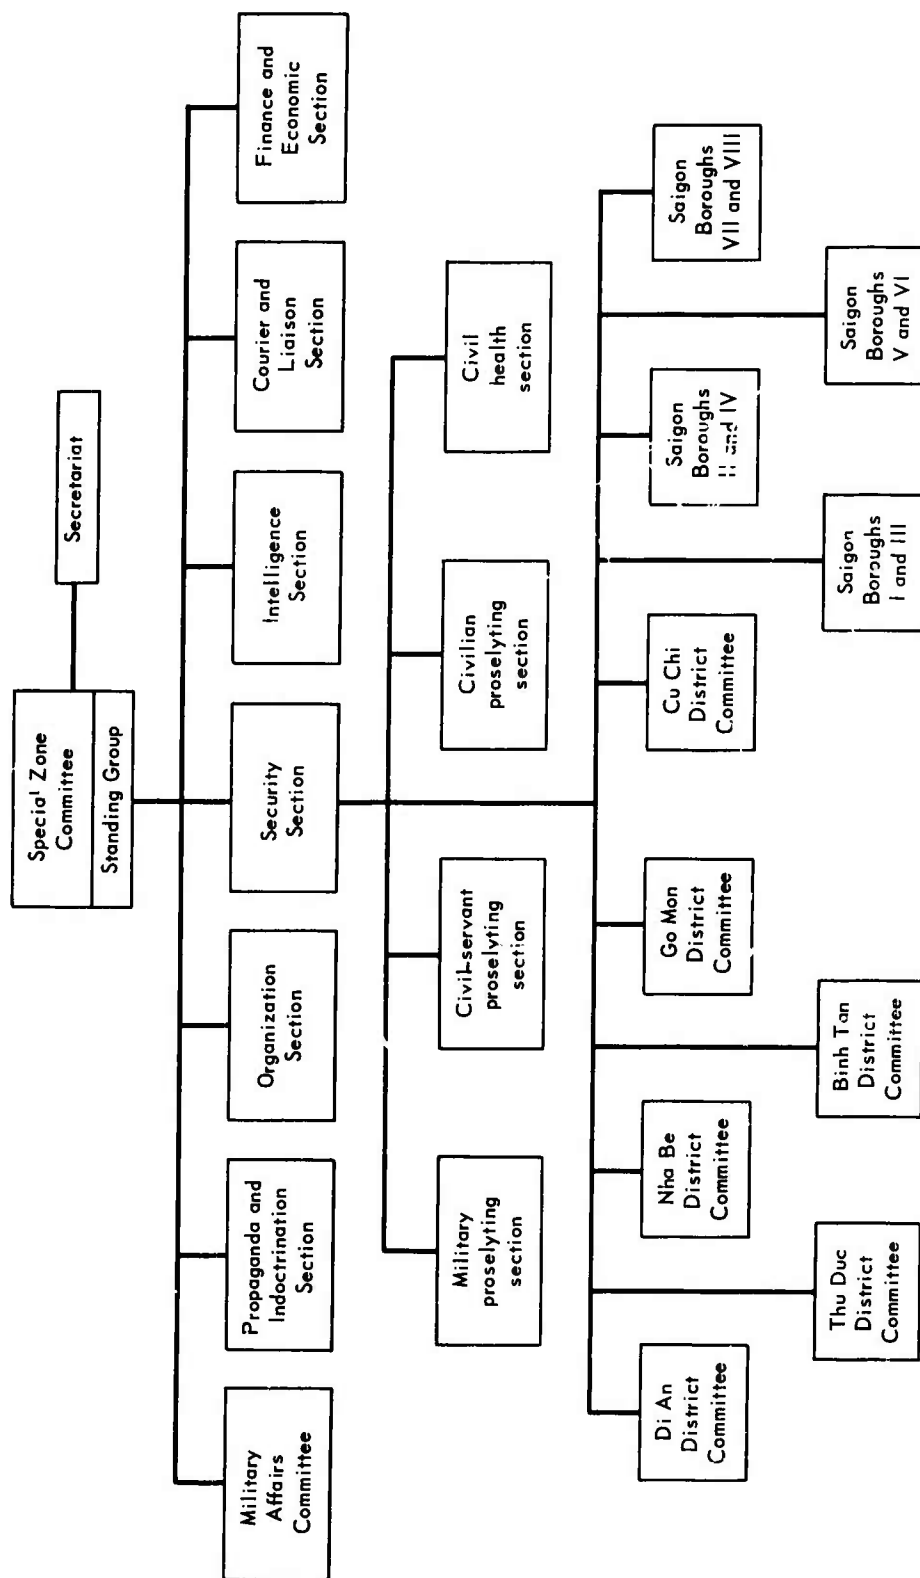 Special Zone
Committee
Standing Group
Secretariat
Military
Affairs
Committee
Propaganda and
Indoctrination
Section
Organization
Section
Security
Section
Intelligence
Section
Courier and
Liaison
Section
Finance and
Economic
Section
Military
proselyting
section
Civil-servant
proselyting
section
Civilian
proselyting
section
Civil
health
section
Di An
District
Committee
Thu Duc
District
Committee
Nha Be
District
Committee
Binh Tan
District
Committee
Go Mon
District
Committee
Cu Chi
District
Committee
Saigon
Boroughs
I and III
Saigon
Boroughs
II and IV
Saigon
Boroughs
V and VI
Saigon
Boroughs
VII and VIII